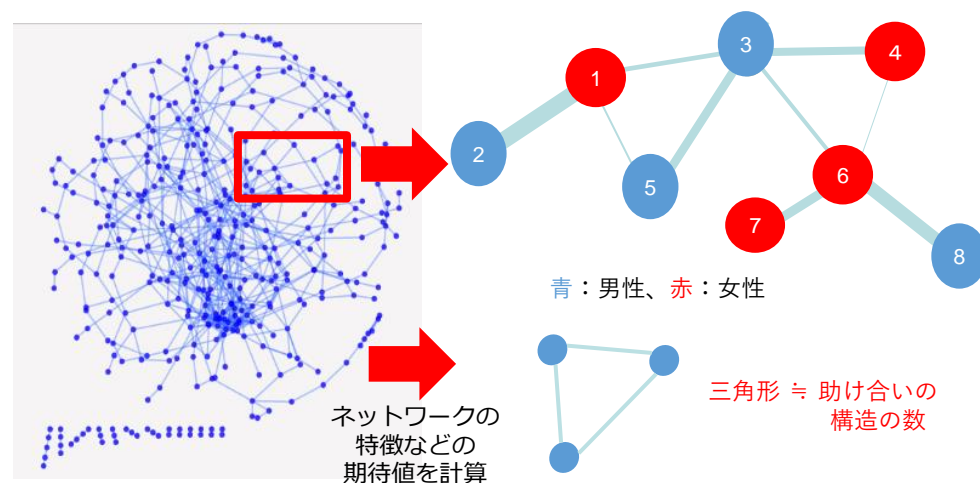 3
4
1
2
5
6
7
8
青：男性、赤：女性
三角形 ≒ 助け合いの
構造の数
ネットワークの
特徴などの
期待値を計算